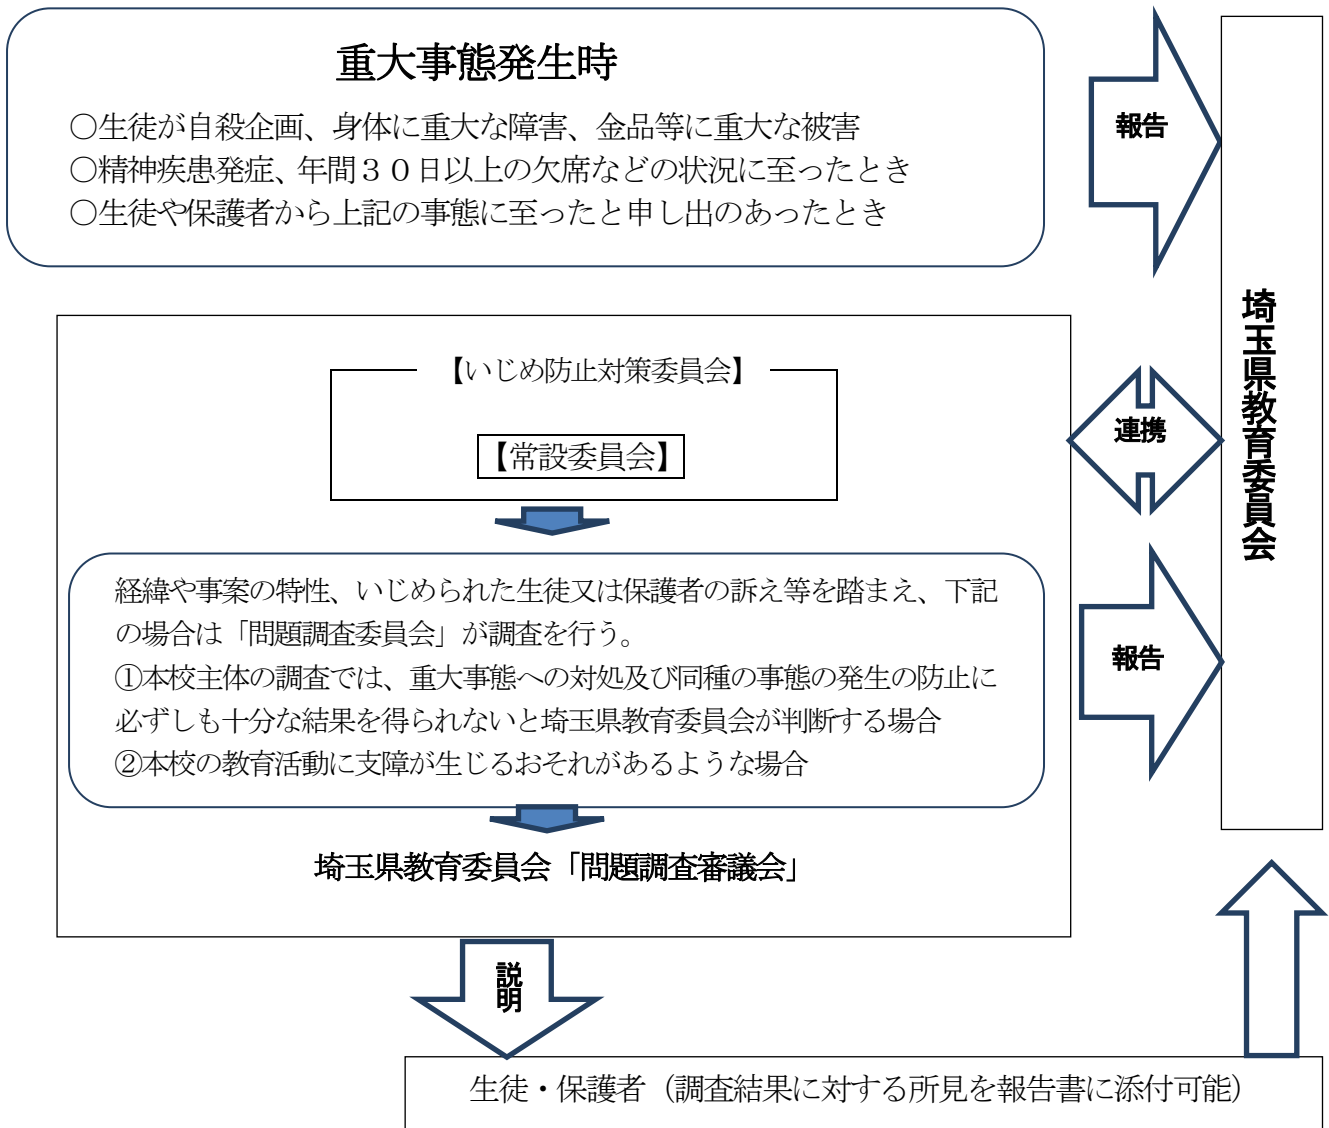 重大事態発生時
○生徒が自殺企画、身体に重大な障害、金品等に重大な被害
○精神疾患発症、年間３０日以上の欠席などの状況に至ったとき
○生徒や保護者から上記の事態に至ったと申し出のあったとき
報告
埼玉県教育委員会
【いじめ防止対策委員会】
【常設委員会】
連携
経緯や事案の特性、いじめられた生徒又は保護者の訴え等を踏まえ、下記
の場合は「問題調査委員会」が調査を行う。
①本校主体の調査では、重大事態への対処及び同種の事態の発生の防止に
必ずしも十分な結果を得られないと埼玉県教育委員会が判断する場合
②本校の教育活動に支障が生じるおそれがあるような場合
報告
埼玉県教育委員会「問題調査審議会」
説明
生徒・保護者（調査結果に対する所見を報告書に添付可能）